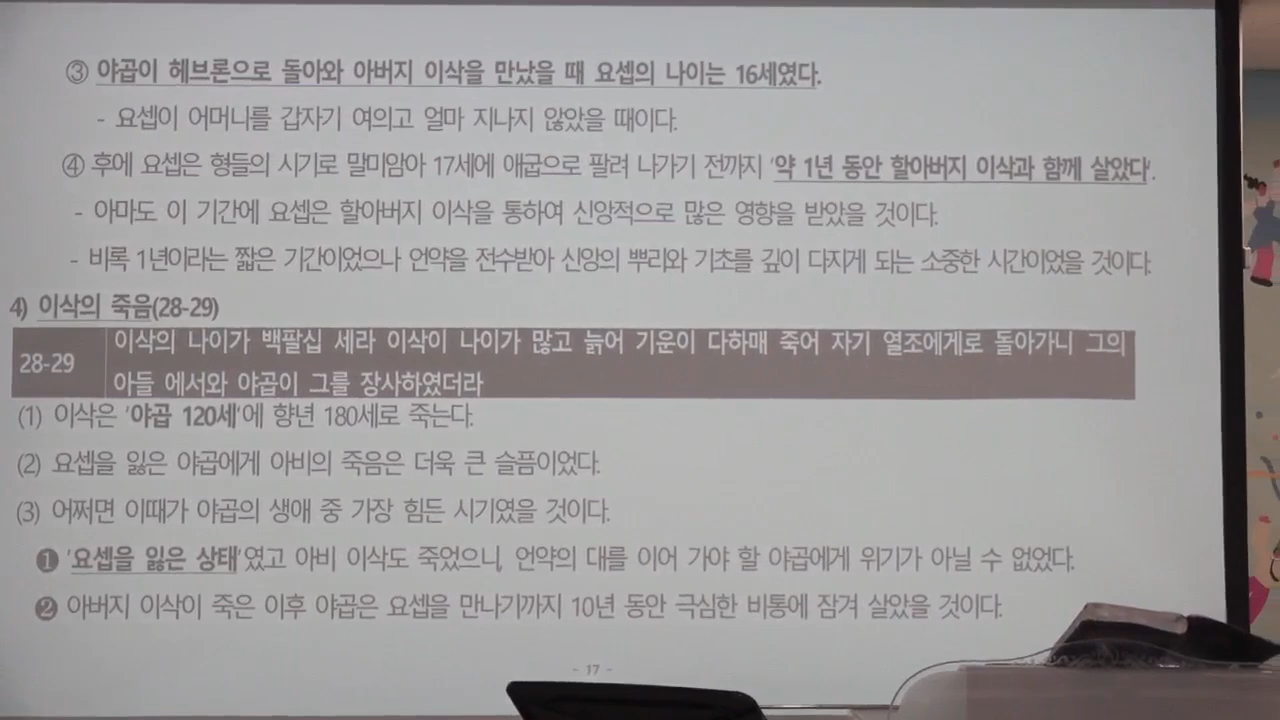 ③ 야곱이 헤브론으로 돌아와 아버지 이삭을 만났을 때 요셉의 나이는 16세였다.
- 요셉이 어머니를 갑자기 여의고 얼마 지나지 않았을 때이다.
④ 후에 요셉은 형들의 시기로 말미암아 17세에 애굽으로 팔려 나가기 전까지 '약 1년 동안 할아버지 이삭과 함께 살았다'.
- 아마도 이 기간에 요셉은 할아버지 이삭을 통하여 신앙적으로 많은 영향을 받았을 것이다.
- 비록 1년이라는 짧은 기간이었으나 언약을 전수받아 신앙의 뿌리와 기초를 깊이 다지게 되는 소중한 시간이었을 것이다.
4) 이삭의 죽음(28-29)
28-29 이삭의 나이가 백팔십 세라 이삭이 나이가 많고 늙어 기운이 다하매 죽어 자기 열조에게로 돌아가니 그의
아들 에서와 야곱이 그를 장사하였더라
(1) 이삭은 '야곱 120세'에 향년 180세로 죽는다.
(2) 요셉을 잃은 야곱에게 아비의 죽음은 더욱 큰 슬픔이었다.
(3) 어쩌면 이때가 야곱의 생애 중 가장 힘든 시기였을 것이다.
❶ '요셉을 잃은 상태'였고 아비 이삭도 죽었으니, 언약의 대를 이어 가야 할 야곱에게 위기가 아닐 수 없었다.
❷ 아버지 이삭이 죽은 이후 야곱은 요셉을 만나기까지 10년 동안 극심한 비통에 잠겨 살았을 것이다.
- 17 -